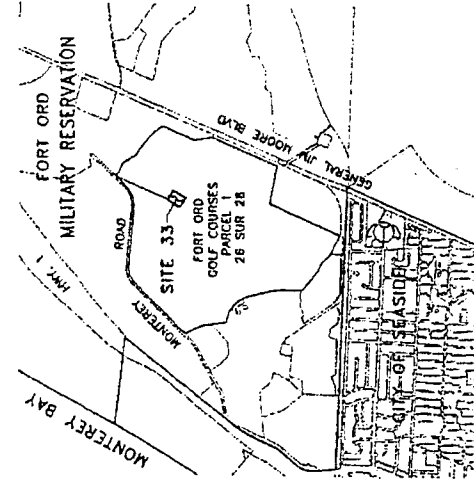 FORT ORD
MILITARY RESERVATION
HWY. 1
GENERAL JIM MOORE BLVD
ROAD
SITE 33
FORT ORD
GOLF COURSES
PARCEL 1
26 SUR 28
MONTEREY
MONTEREY BAY
CITY OF SEASIDE